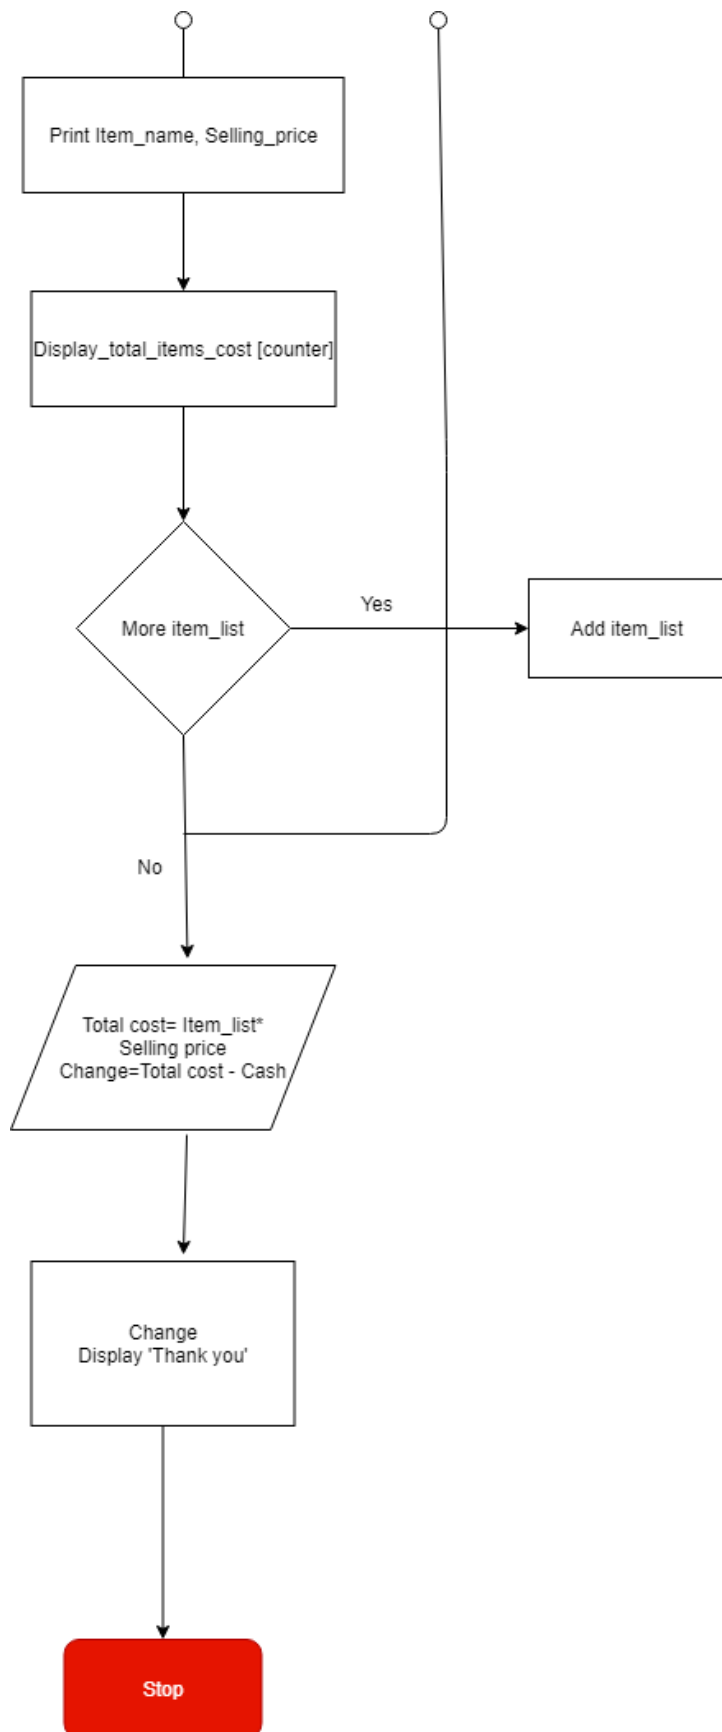 Print Item_name, Selling_price
Display_total_items_cost [counter]
More item_list
Yes
Add item_list
No
Total cost= Item_list*
Selling price
Change=Total cost - Cash
Change
Display 'Thank you'
Stop